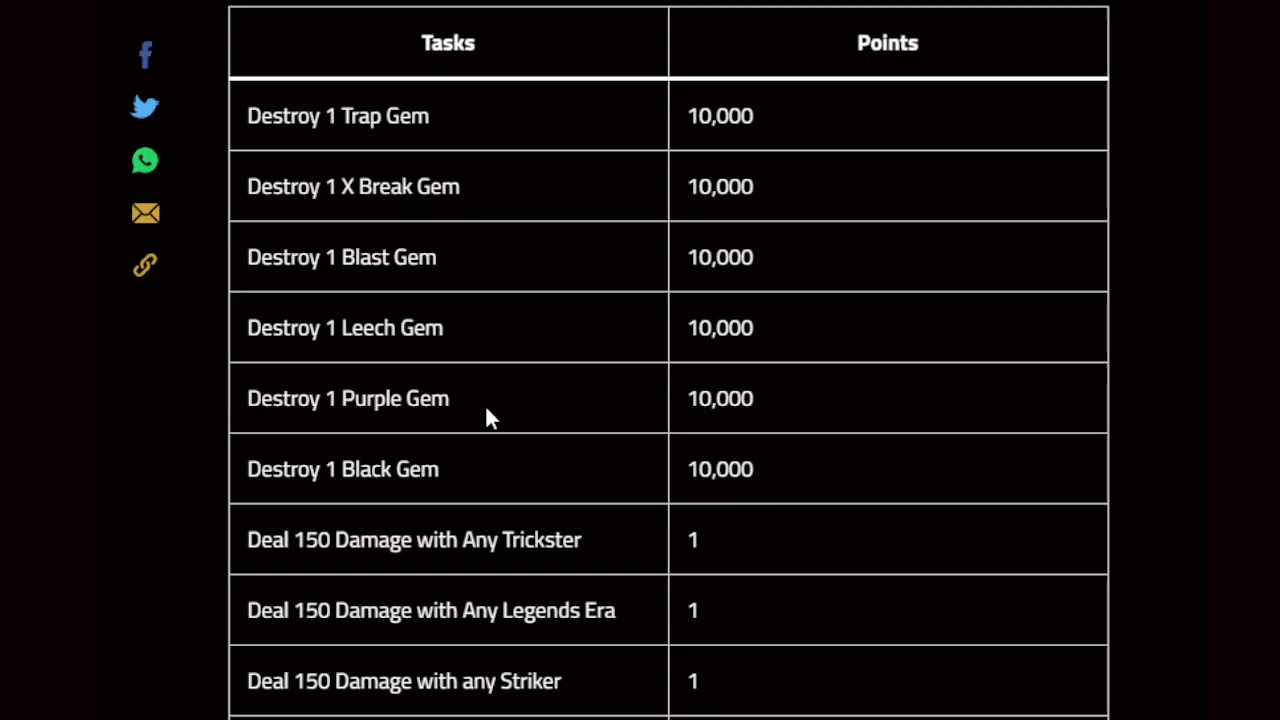 Tasks Points
Destroy 1 Trap Gem 10,000
Destroy 1 X Break Gem 10,000
Destroy 1 Blast Gem 10,000
Destroy 1 Leech Gem 10,000
Destroy 1 Purple Gem 10,000
Destroy 1 Black Gem 10,000
Deal 150 Damage with Any Trickster 1
Deal 150 Damage with Any Legends Era 1
Deal 150 Damage with any Striker 1